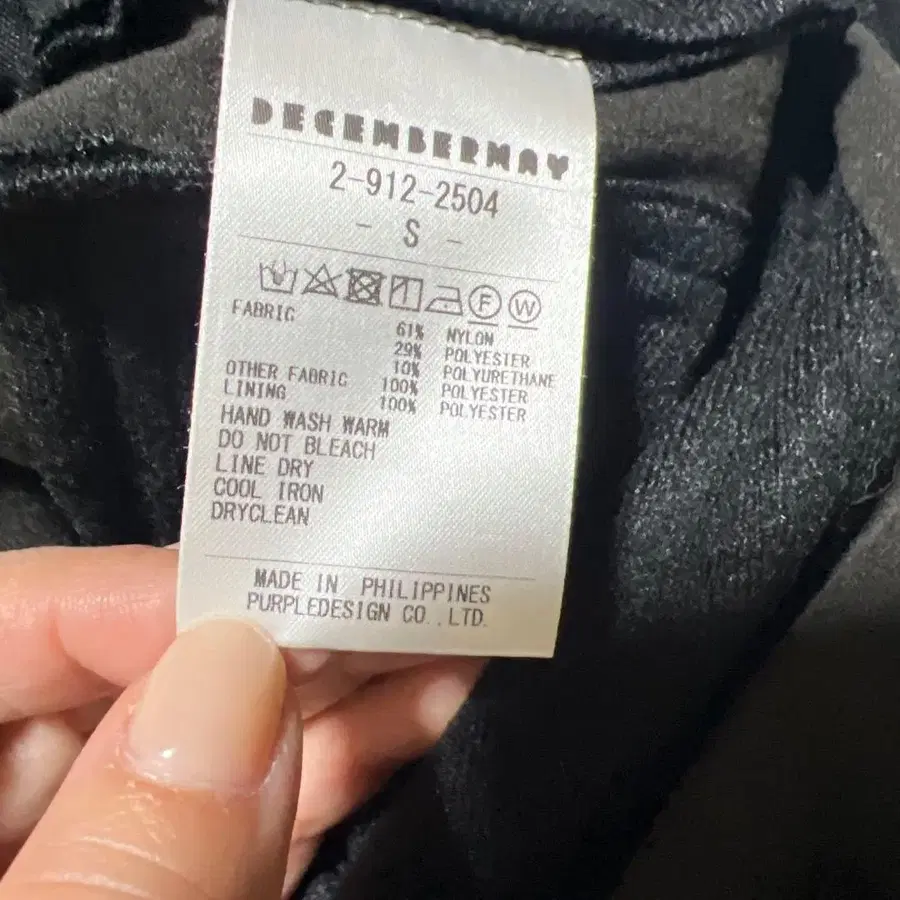 DECEMBERMAY
2-912-2504
- S -
F W
FABRIC
61% NYLON
29% POLYESTER
10% POLYURETHANE
OTHER FABRIC 100% POLYESTER
LINING 100% POLYESTER
HAND WASH WARM
DO NOT BLEACH
LINE DRY
COOL IRON
DRYCLEAN
MADE IN PHILIPPINES
PURPLEDESIGN CO.,LTD.